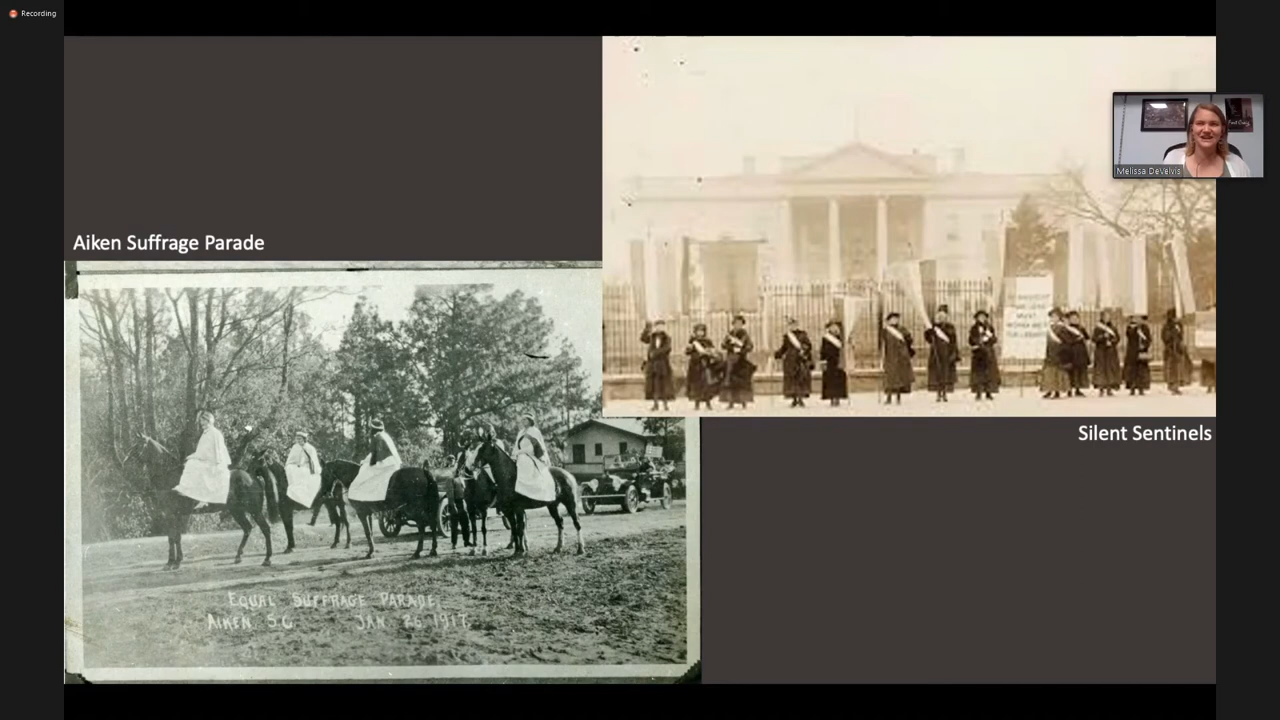 Recording
Melissa DeVelvis
Aiken Suffrage Parade
Silent Sentinels
EQUAL SUFFRAGE PARADE
AIKEN. S.C. JAN. 26 1917.